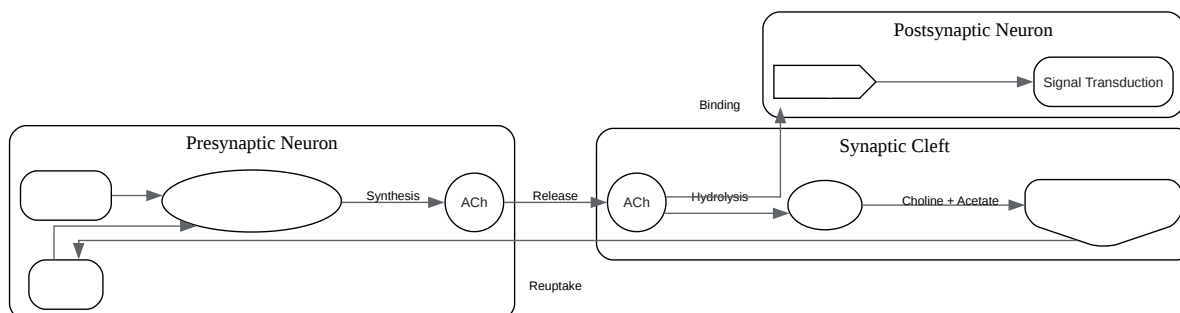 Postsynaptic Neuron
Signal Transduction
Binding
Presynaptic Neuron
Synaptic Cleft
Synthesis
ACh
Release
ACh
Hydrolysis
Choline + Acetate
Reuptake